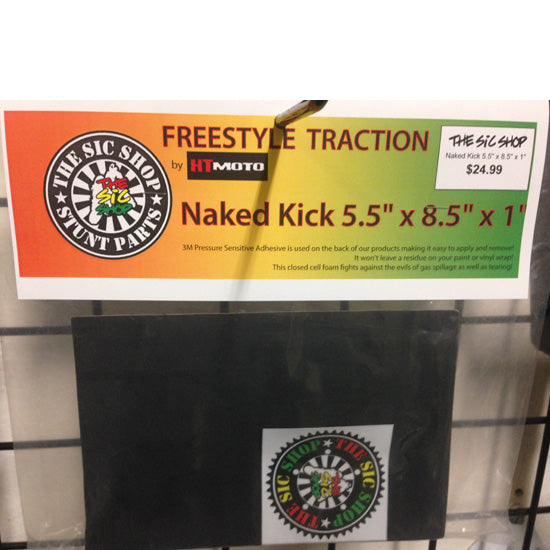 FREESTYLE TRACTION
by HTMOTO
Naked Kick 5.5" x 8.5" x 1"
3M Pressure Sensitive Adhesive is used on the back of our products making it easy to apply and remove!
It won't leave a residue on your paint or vinyl wrap!
This closed cell foam fights against the evils of gas spillage as well as tearing!
THE SIC SHOP
Naked Kick 5.5" x 8.5" x 1"
$24.99
THE SIC SHOP
STUNT PARTS
THE
SIC
SHOP
THE SIC SHOP
THE SIC SHOP
THE
SIC
SHOP